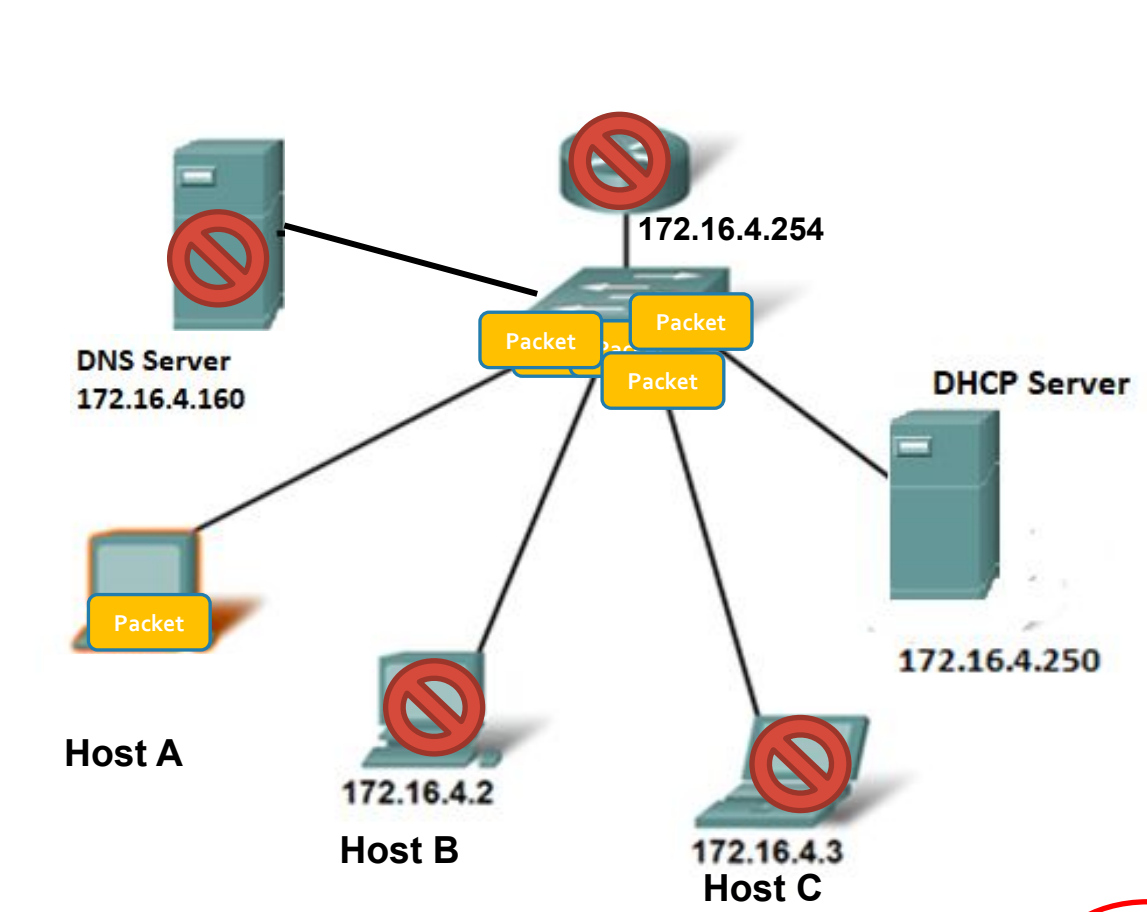 172.16.4.254
Packet
Packet
Pac
Packet
DNS Server
172.16.4.160
DHCP Server
Packet
172.16.4.250
Host A
172.16.4.2
Host B
172.16.4.3
Host C